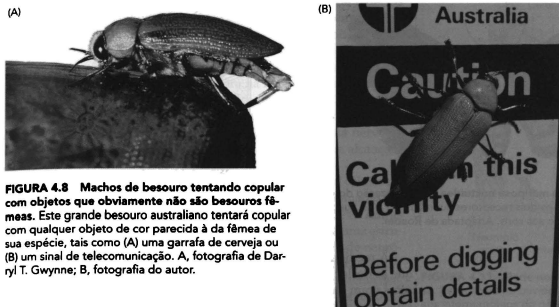 (A)
FIGURA 4.8 Machos de besouro tentando copular
com objetos que obviamente não são besouros fê-
meas. Este grande besouro australiano tentará copular
com qualquer objeto de cor parecida à da fêmea de
sua espécie, tais como (A) uma garrafa de cerveja ou
(B) um sinal de telecomunicação. A, fotografia de Dar-
ryl T. Gwynne; B, fotografia do autor.
(B)
Australia
Caution
in this
vicinity
Before digging
obtain details